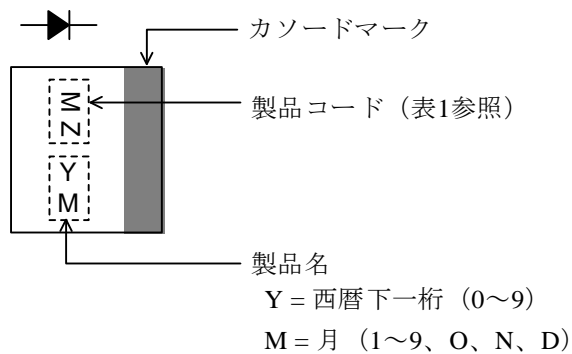 カソードマーク
MZ
製品コード（表1参照）
Y
M
製品名
Y = 西暦下一桁（0～9）
M = 月（1～9、O、N、D）